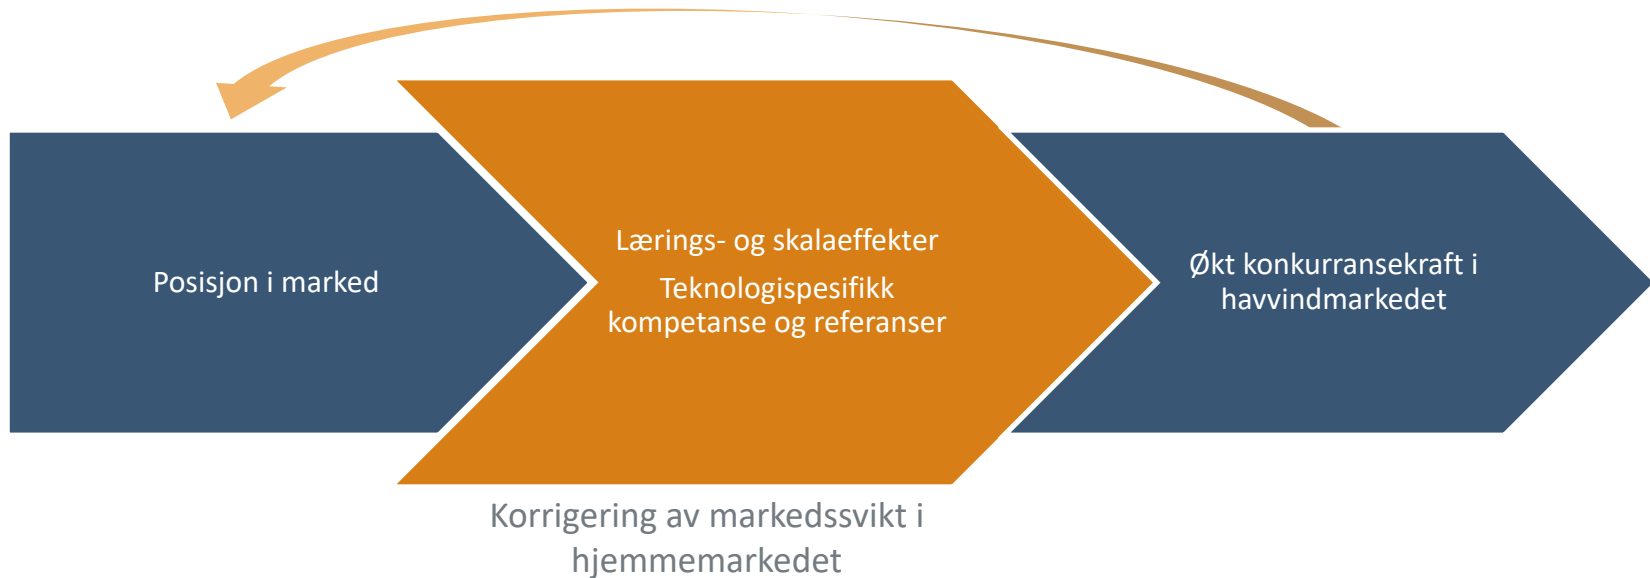 Posisjon i marked
Lærings- og skalaeffekter
Teknologispesifikk
kompetanse og referanser
Økt konkurransekraft i
havvindmarkedet
Korrigering av markedssvikt i
hjemmemarkedet